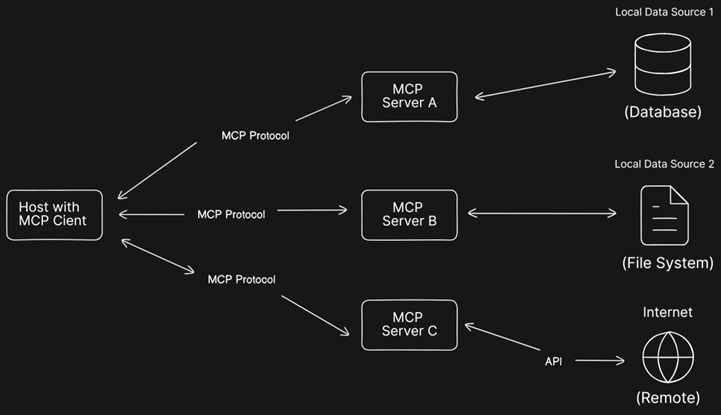 Local Data Source 1
MCP
Server A
(Database)
MCP Protocol
Local Data Source 2
Host with
MCP Cient
MCP Protocol
MCP
Server B
(File System)
MCP Protocol
MCP
Server C
Internet
API
(Remote)